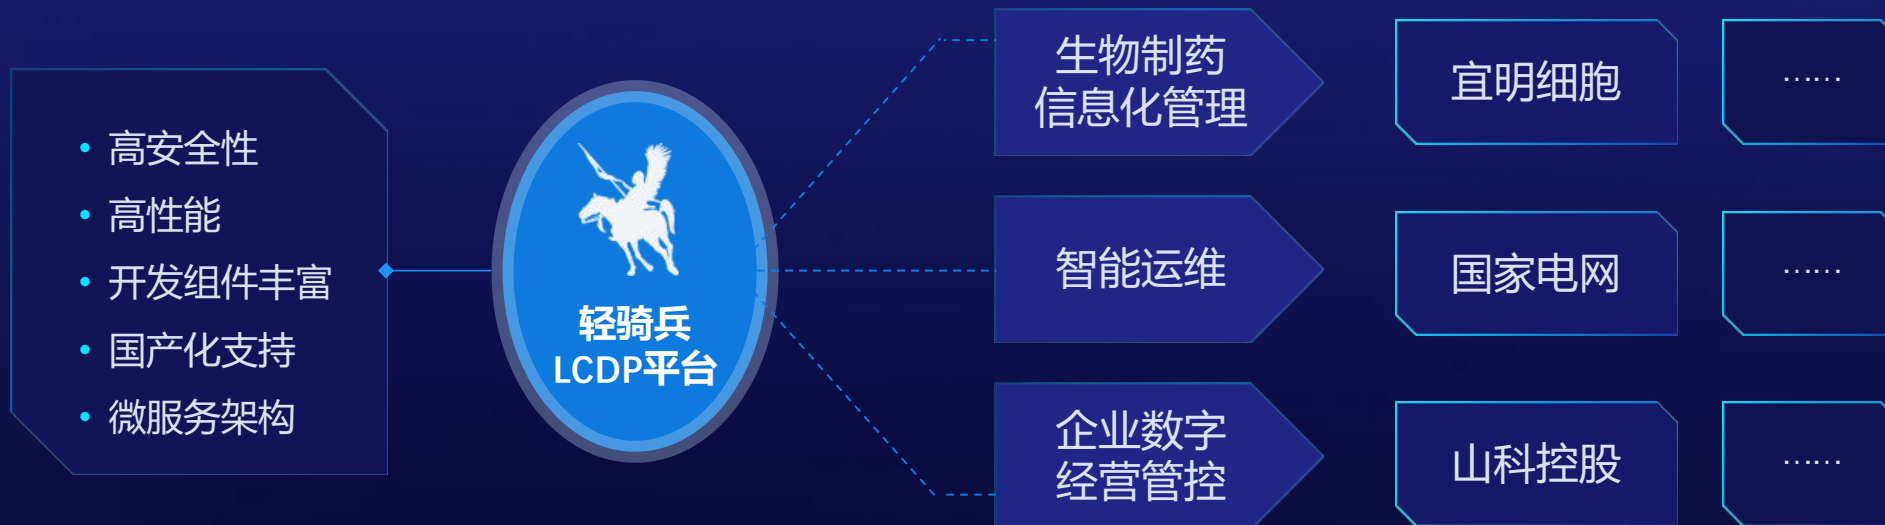 • 高安全性
• 高性能
• 开发组件丰富
• 国产化支持
• 微服务架构
轻骑兵
LCDP平台
生物制药
信息化管理
宜明细胞
……
智能运维
国家电网
……
企业数字
经营管控
山科控股
……